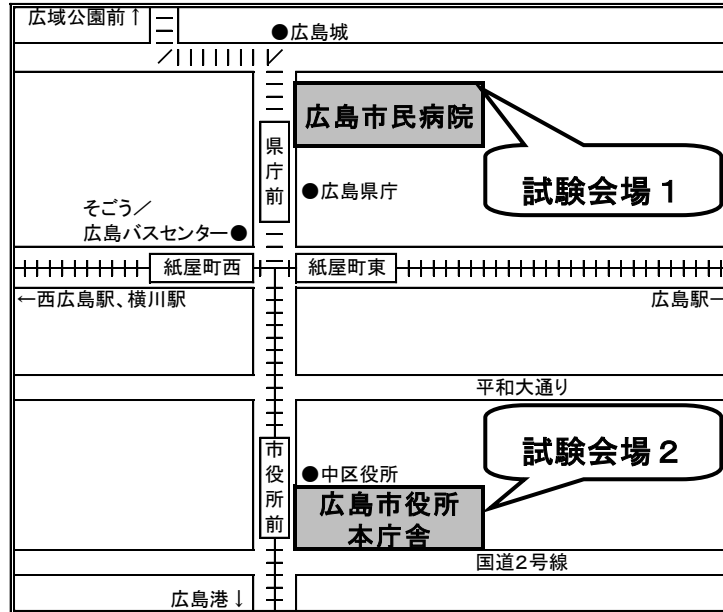 広域公園前↑
●広島城
広島市民病院
試験会場１
県庁前
●広島県庁
そごう／
広島バスセンター●
紙屋町西
紙屋町東
←西広島駅、横川駅
広島駅→
平和大通り
試験会場２
市役所前
●中区役所
広島市役所
本庁舎
国道2号線
広島港↓